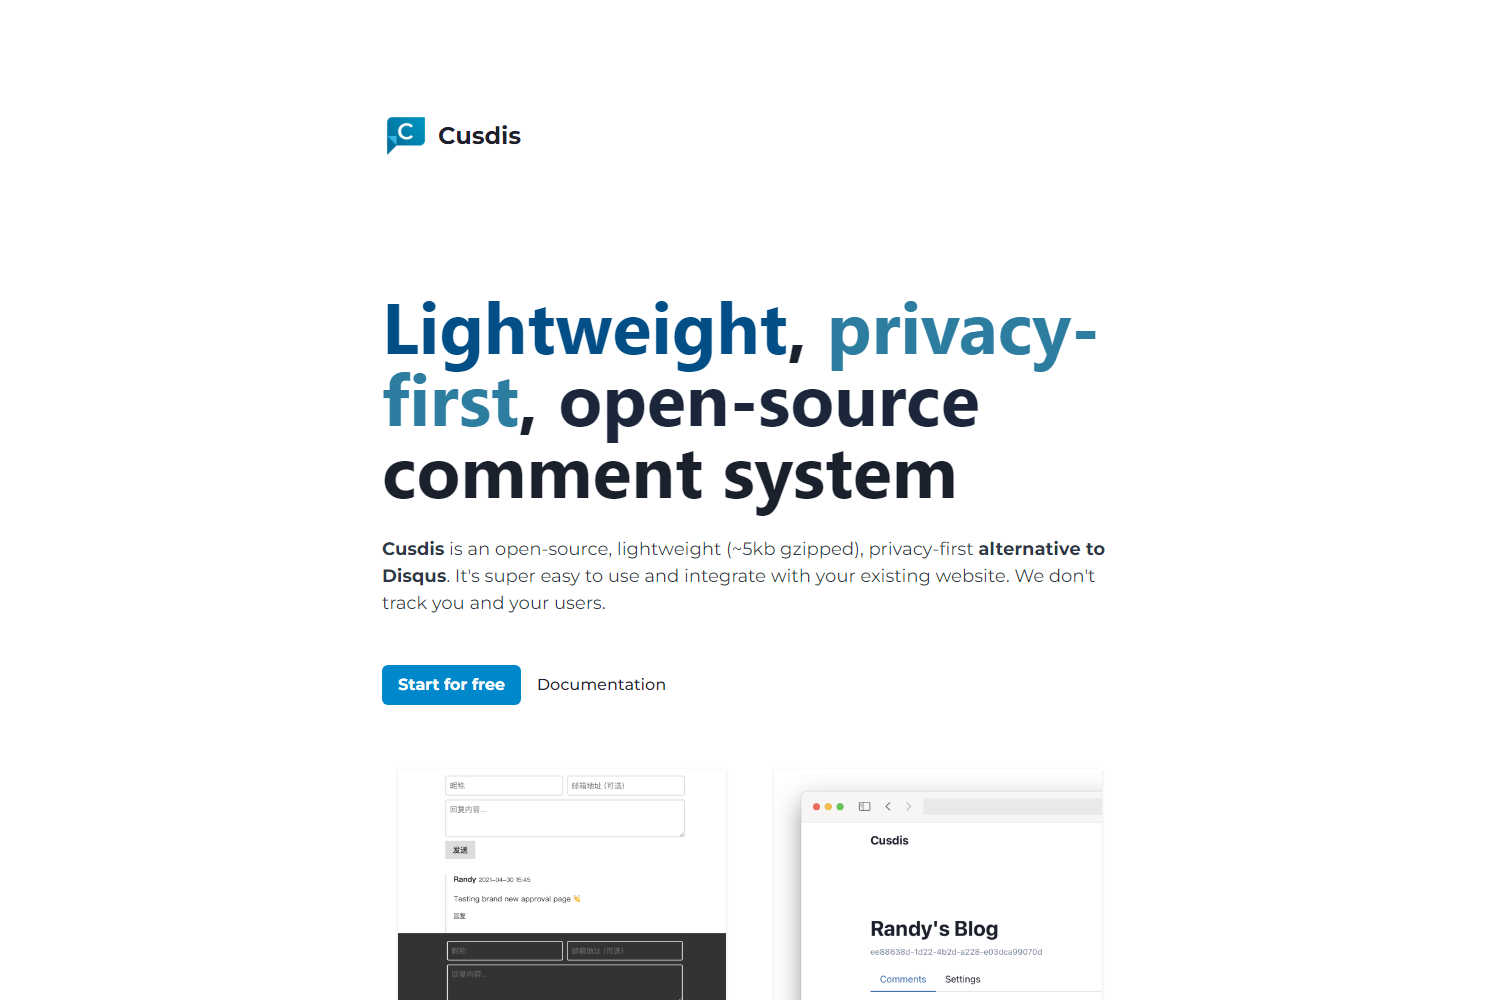 C
Cusdis
Lightweight, privacy-
first, open-source
comment system
Cusdis is an open-source, lightweight (~5kb gzipped), privacy-first alternative to
Disqus. It's super easy to use and integrate with your existing website. We don't
track you and your users.
Start for free Documentation
昵称 邮箱地址 (可选)
回复内容...
发送
Randy 2021-04-30 15:45
Testing brand new approval page 👏
回复
昵称 邮箱地址 (可选)
回复内容...
Cusdis
Randy's Blog
ee88638d-1d22-4b2d-a228-e03dca99070d
Comments Settings